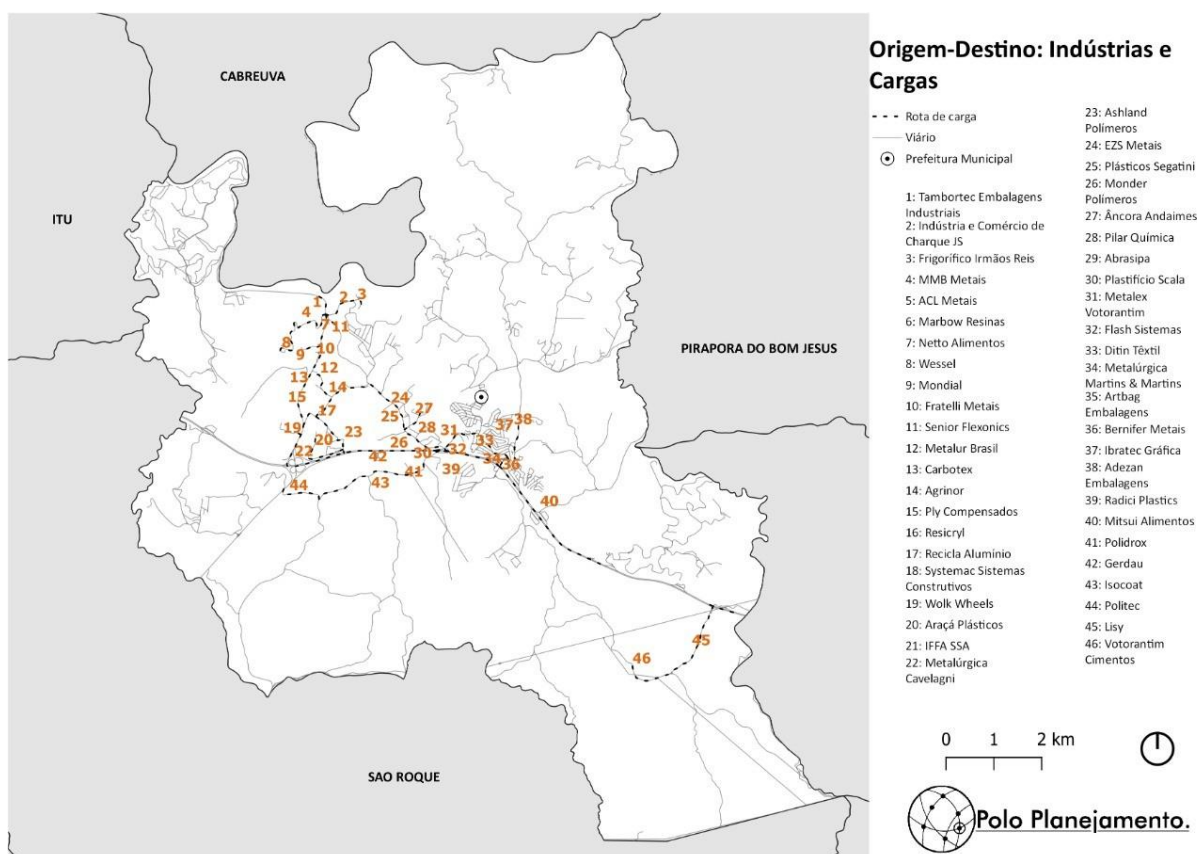 Origem-Destino: Indústrias e
Cargas
Rota de carga
Viário
Prefeitura Municipal
1: Tambortec Embalagens
Industriais
2: Indústria e Comércio de
Charque JS
3: Frigorífico Irmãos Reis
4: MMB Metais
5: ACL Metais
6: Marbow Resinas
7: Netto Alimentos
8: Wessel
9: Mondial
10: Fratelli Metais
11: Senior Flexonics
12: Metalur Brasil
13: Carbotex
14: Agrinor
15: Ply Compensados
16: Resicryl
17: Recicla Alumínio
18: Systemac Sistemas
Construtivos
19: Wolk Wheels
20: Araçá Plásticos
21: IFFA SSA
22: Metalúrgica
Cavelagni
23: Ashland
Polímeros
24: EZS Metais
25: Plásticos Segatini
26: Monder
Polímeros
27: Âncora Andaimes
28: Pilar Química
29: Abrasipa
30: Plastifício Scala
31: Metalex
Votorantim
32: Flash Sistemas
33: Ditin Têxtil
34: Metalúrgica
Martins & Martins
35: Artbag
Embalagens
36: Bernifer Metais
37: Ibratec Gráfica
38: Adezan
Embalagens
39: Radici Plastics
40: Mitsui Alimentos
41: Polidrox
42: Gerdau
43: Isocoat
44: Politec
45: Lisy
46: Votorantim
Cimentos
CABREUVA
ITU
PIRAPORA DO BOM JESUS
SAO ROQUE
1
2
3
4
7
11
8
9
10
12
13
14
15
17
24
27
25
28
19
20
23
22
26
42
30
31
32
33
37
38
34
36
39
41
43
44
40
45
46
0 1 2 km
Polo Planejamento.